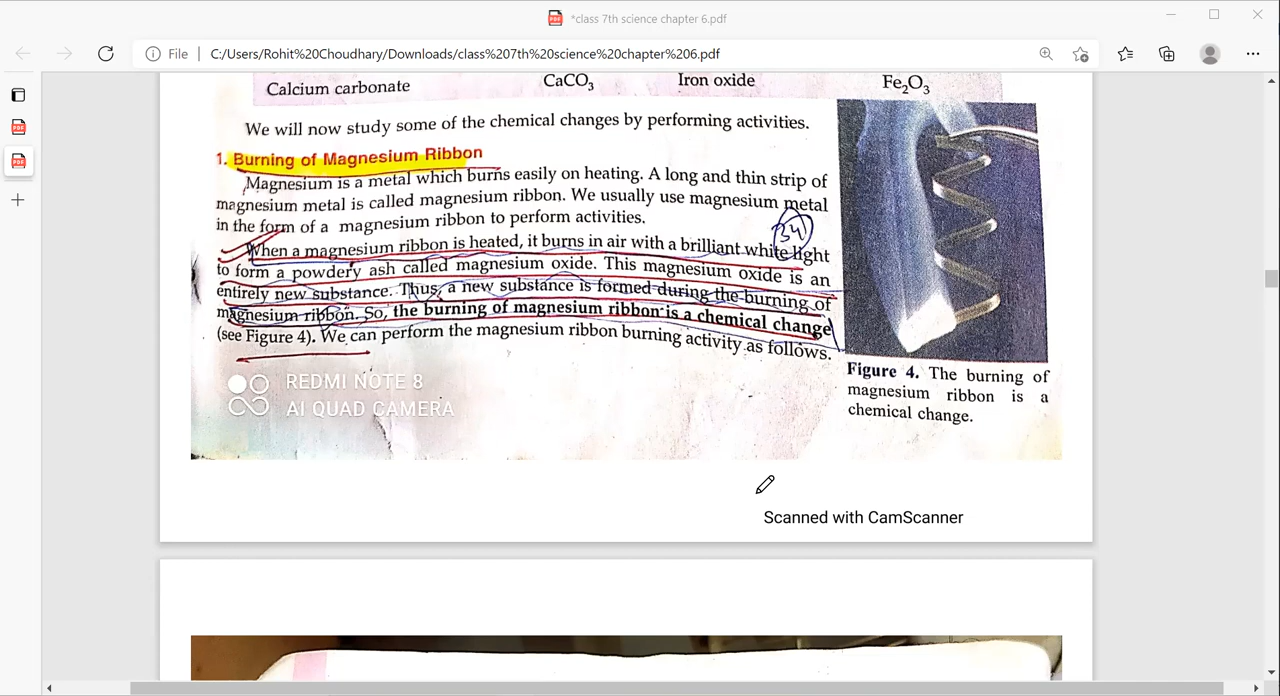 *class 7th science chapter 6.pdf
File | C:/Users/Rohit%20Choudhary/Downloads/class%207th%20science%20chapter%206.pdf
Calcium carbonate CaCO₃ Iron oxide Fe₂O₃
We will now study some of the chemical changes by performing activities.
1. Burning of Magnesium Ribbon
Magnesium is a metal which burns easily on heating. A long and thin strip of
magnesium metal is called magnesium ribbon. We usually use magnesium metal
in the form of a magnesium ribbon to perform activities.
34
When a magnesium ribbon is heated, it burns in air with a brilliant white light
to form a powdery ash called magnesium oxide. This magnesium oxide is an
entirely new substance. Thus, a new substance is formed during the burning of
magnesium ribbon. So, the burning of magnesium ribbon is a chemical change
(see Figure 4). We can perform the magnesium ribbon burning activity as follows.
Figure 4. The burning of
magnesium ribbon is a
chemical change.
REDMI NOTE 8
AI QUAD CAMERA
Scanned with CamScanner